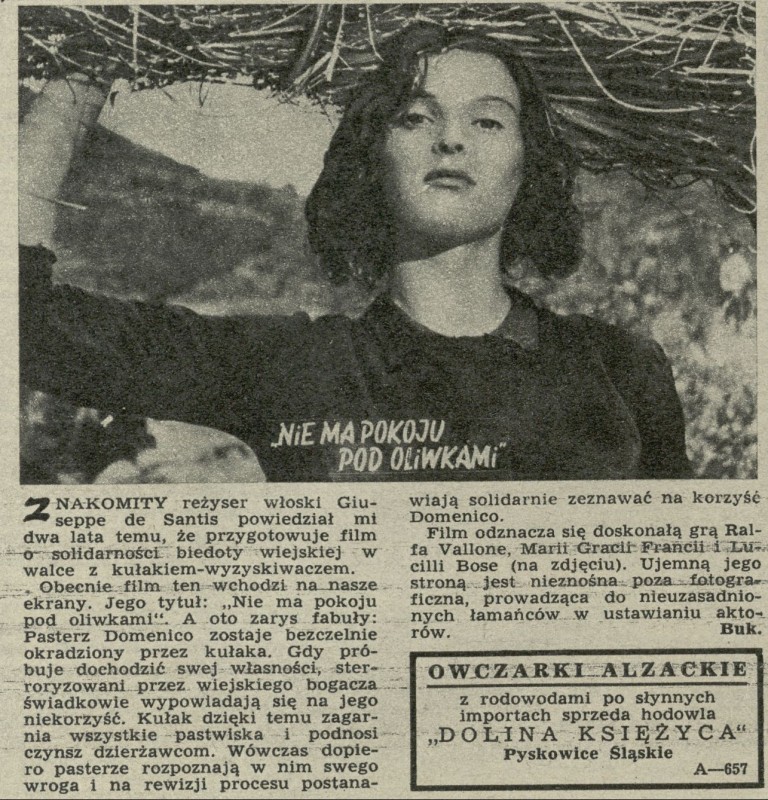 „NiE MA POKOJU
POD OLiWKAMi"
ZNAKOMITY reżyser włoski Giu-
seppe de Santis powiedział mi
dwa lata temu, że przygotowuje film
o solidarności biedoty wiejskiej w
walce z kułakiem-wyzyskiwaczem.
Obecnie film ten wchodzi na nasze
ekrany. Jego tytuł: „Nie ma pokoju
pod oliwkami“. A oto zarys fabuły:
Pasterz Domenico zostaje bezczelnie
okradziony przez kułaka. Gdy pró-
buje dochodzić swej własności, ster-
roryzowani przez wiejskiego bogacza
świadkowie wypowiadają się na jego
niekorzyść. Kułak dzięki temu zagar-
nia wszystkie pastwiska i podnosi
czynsz dzierżawcom. Wówczas dopie-
ro pasterze rozpoznają w nim swego
wroga i na rewizji procesu postana-
wiają solidarnie zeznawać na korzyść
Domenico.
Film odznacza się doskonałą grą Ral-
fa Vallone, Marii Gracii Francii i Lu-
cilli Bose (na zdjęciu). Ujemną jego
stroną jest nieznośna poza fotogra-
ficzna, prowadząca do nieuzasadnio-
nych łamańców w ustawianiu akto-
rów. Buk.
OWCZARKI ALZACKIE
z rodowodami po słynnych
importach sprzeda hodowla
„DOLINA KSIĘŻYCA“
Pyskowice Śląskie
A—657